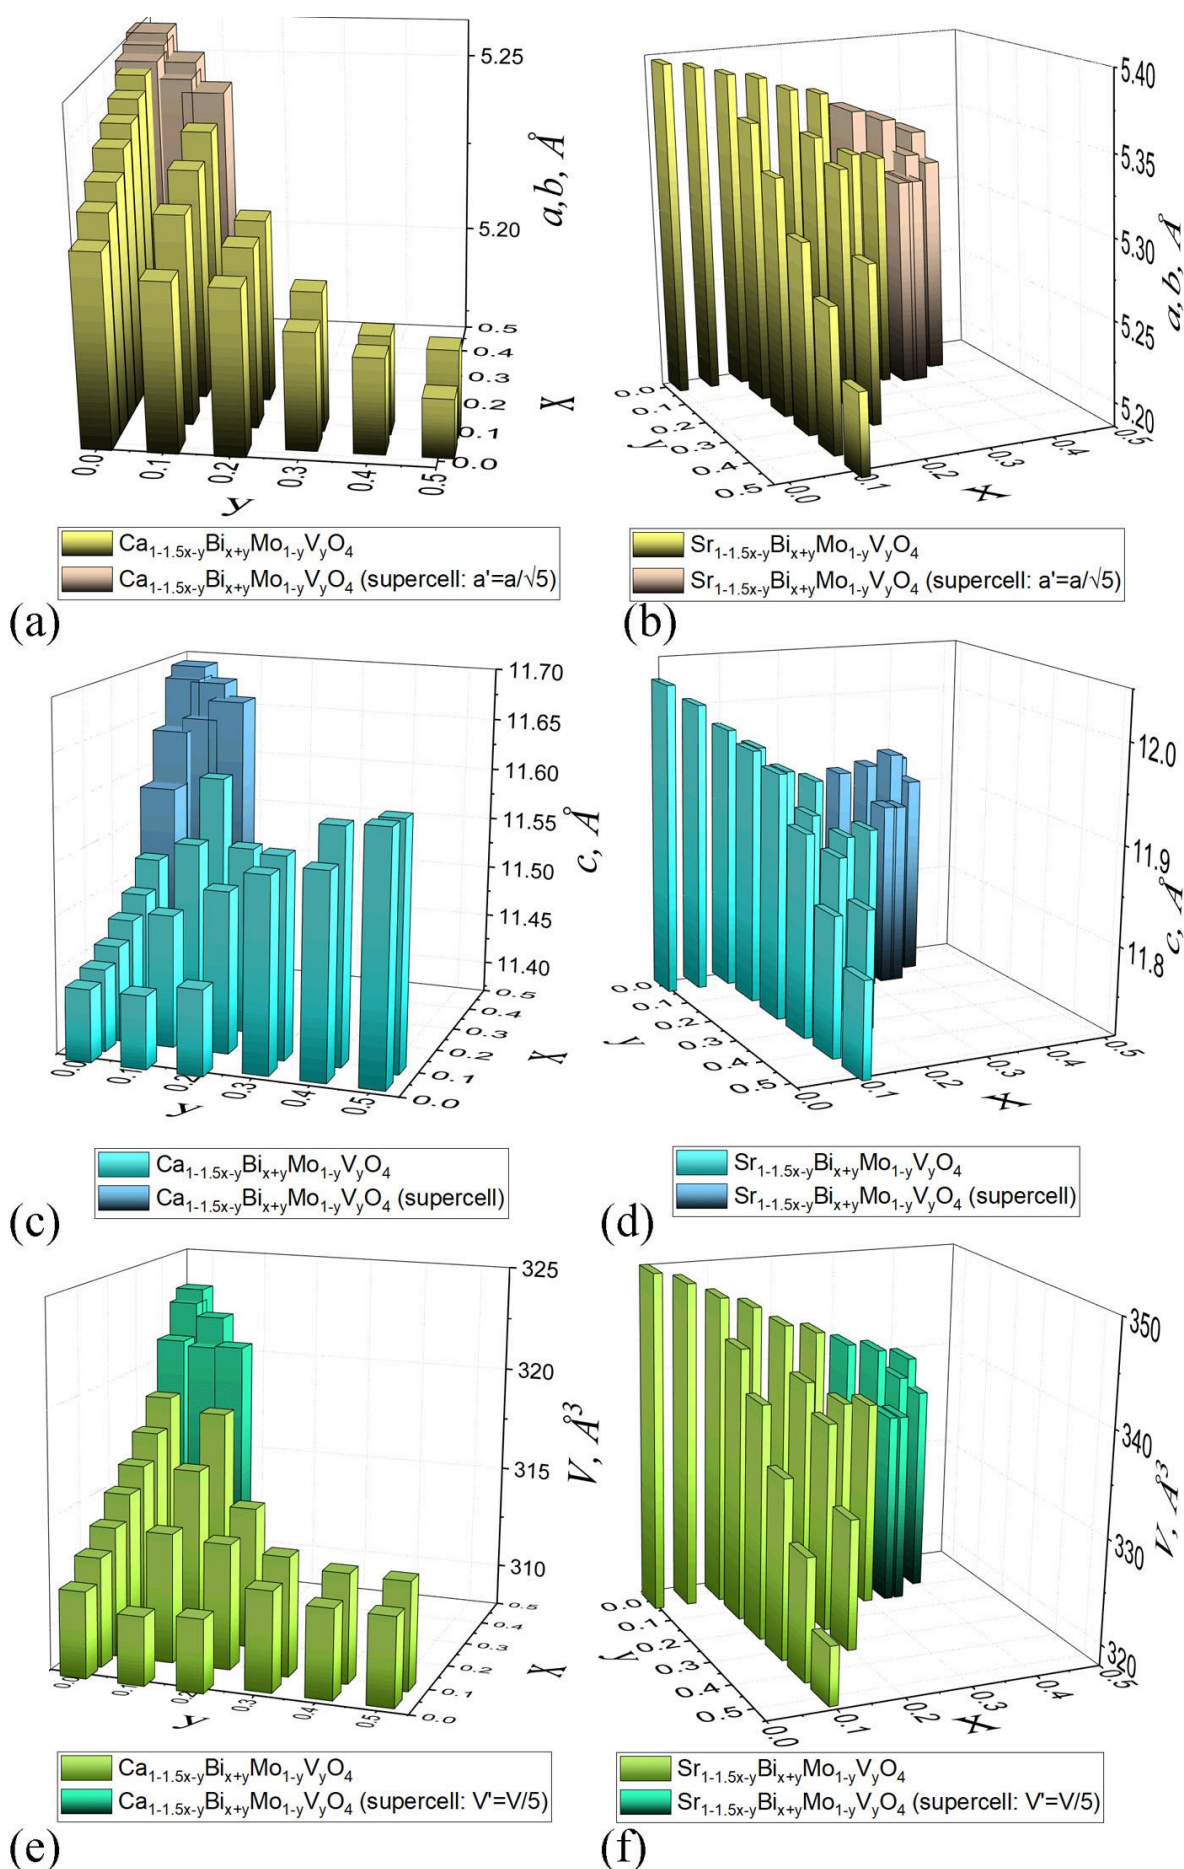 5.25
5.20
a,b, Å
0.5
0.4
0.3
0.2
0.1
0.0
X
0.0
0.1
0.2
0.3
0.4
0.5
y
Ca1-1.5x-yBix+yMo1-yVyO4
Ca1-1.5x-yBix+yMo1-yVyO4 (supercell: a'=a/√5)
(a)
5.40
5.35
5.30
5.25
5.20
a,b, Å
0.0
0.1
0.2
0.3
0.4
0.5
y
0.0
0.1
0.2
0.3
0.4
0.5
X
Sr1-1.5x-yBix+yMo1-yVyO4
Sr1-1.5x-yBix+yMo1-yVyO4 (supercell: a'=a/√5)
(b)
11.70
11.65
11.60
11.55
11.50
11.45
11.40
c, Å
0.5
0.4
0.3
0.2
0.1
0.0
X
0.0
0.1
0.2
0.3
0.4
0.5
y
Ca1-1.5x-yBix+yMo1-yVyO4
Ca1-1.5x-yBix+yMo1-yVyO4 (supercell)
(c)
12.0
11.9
11.8
c, Å
0.0
0.1
0.2
0.3
0.4
0.5
y
0.0
0.1
0.2
0.3
0.4
0.5
X
Sr1-1.5x-yBix+yMo1-yVyO4
Sr1-1.5x-yBix+yMo1-yVyO4 (supercell)
(d)
325
320
315
310
V, Å3
0.5
0.4
0.3
0.2
0.1
0.0
X
0.0
0.1
0.2
0.3
0.4
0.5
y
Ca1-1.5x-yBix+yMo1-yVyO4
Ca1-1.5x-yBix+yMo1-yVyO4 (supercell: V'=V/5)
(e)
350
340
330
320
V, Å3
0.0
0.1
0.2
0.3
0.4
0.5
y
0.0
0.1
0.2
0.3
0.4
0.5
X
Sr1-1.5x-yBix+yMo1-yVyO4
Sr1-1.5x-yBix+yMo1-yVyO4 (supercell: V'=V/5)
(f)